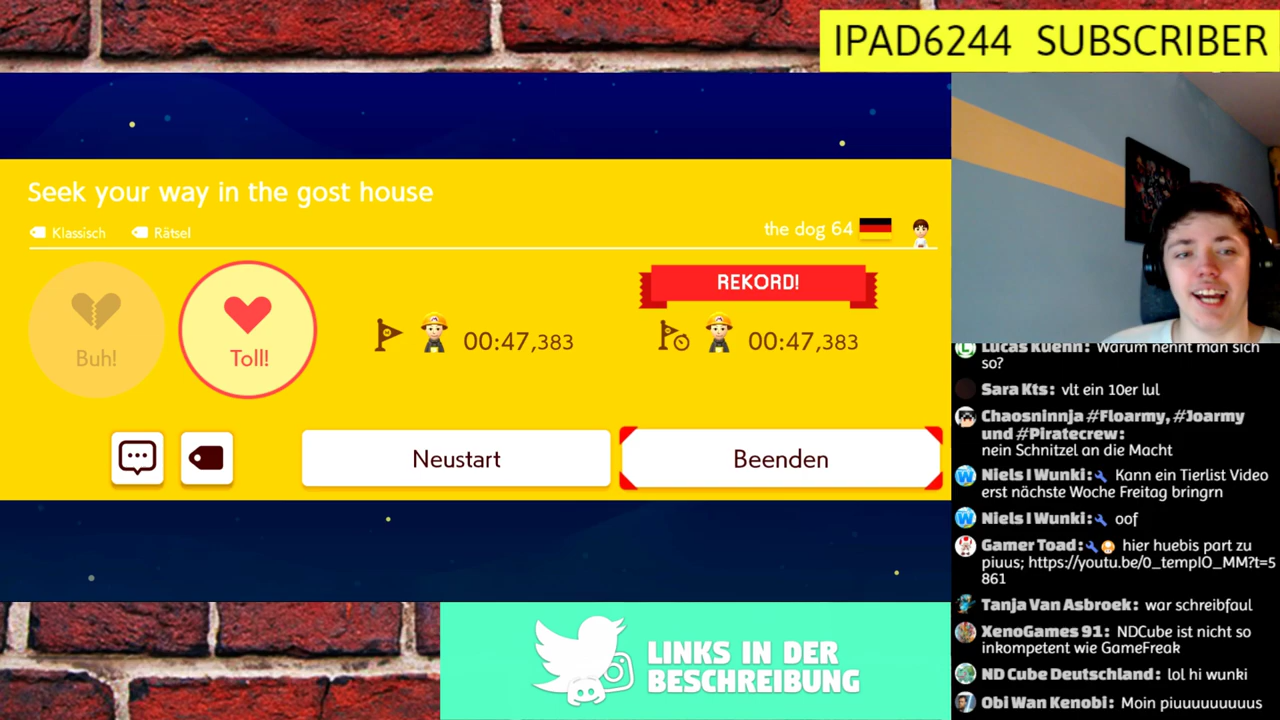 IPAD6244 SUBSCRIBER
Seek your way in the gost house
Klassisch Rätsel
the dog 64
REKORD!
Buh!
Toll!
00:47,383
00:47,383
Neustart
Beenden
LINKS IN DER
BESCHREIBUNG
Lucas Kuehn: Warum nennt man sich
so?
Sara Kts: vlt ein 10er lul
Chaosninnja #Floarmy, #Joarmy
und #Piratecrew:
nein Schnitzel an die Macht
Niels I Wunki: Kann ein Tierlist Video
erst nächste Woche Freitag bringrn
Niels I Wunki: oof
Gamer Toad: hier huebis part zu
piuus; https://youtu.be/0_tempIO_MM?t=5
861
Tanja Van Asbroek: war schreibfaul
XenoGames 91: NDCube ist nicht so
inkompetent wie GameFreak
ND Cube Deutschland: lol hi wunki
Obi Wan Kenobi: Moin piuuuuuuuuus